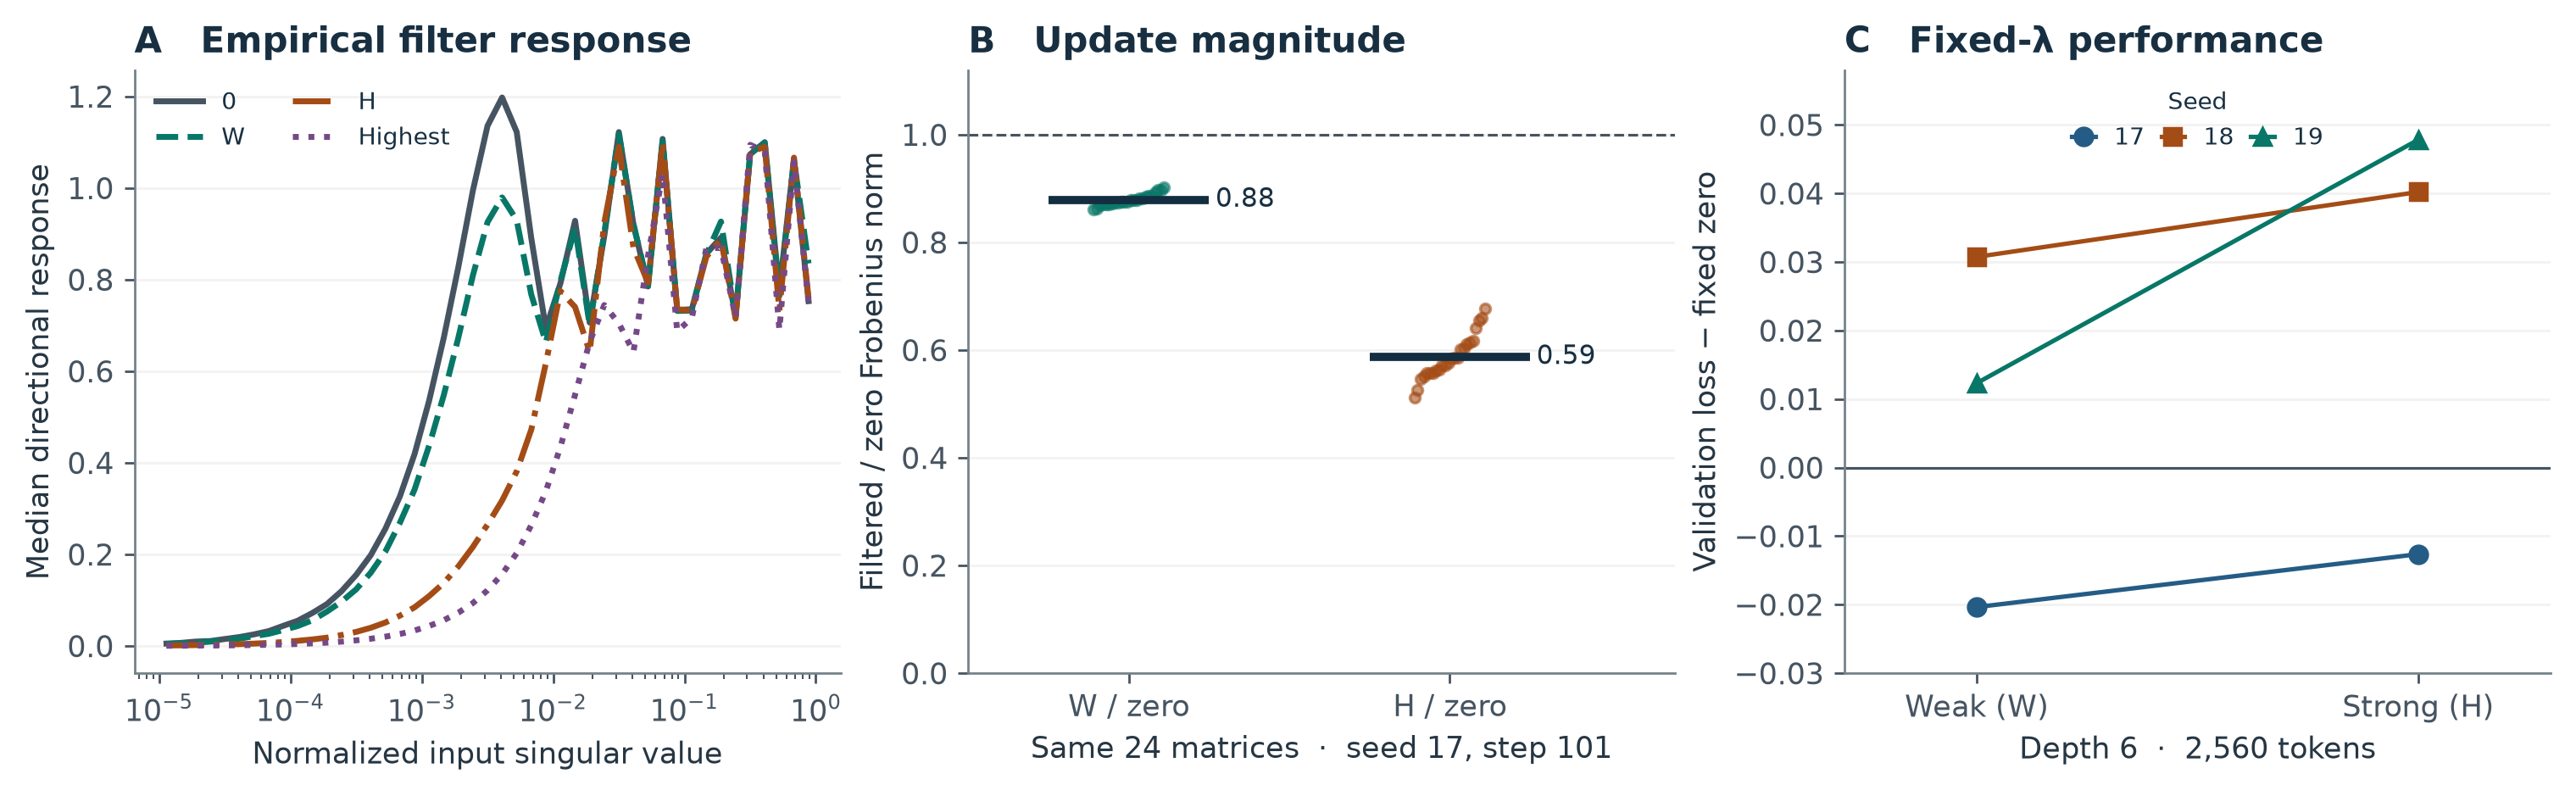 A Empirical filter response
Median directional response
1.2
1.0
0.8
0.6
0.4
0.2
0.0
0 H
W Highest
10⁻⁵ 10⁻⁴ 10⁻³ 10⁻² 10⁻¹ 10⁰
Normalized input singular value
B Update magnitude
Filtered / zero Frobenius norm
1.0
0.8
0.6
0.4
0.2
0.0
0.88
0.59
W / zero H / zero
Same 24 matrices · seed 17, step 101
C Fixed-λ performance
Validation loss − fixed zero
0.05
0.04
0.03
0.02
0.01
0.00
−0.01
−0.02
−0.03
Seed
17 18 19
Weak (W) Strong (H)
Depth 6 · 2,560 tokens